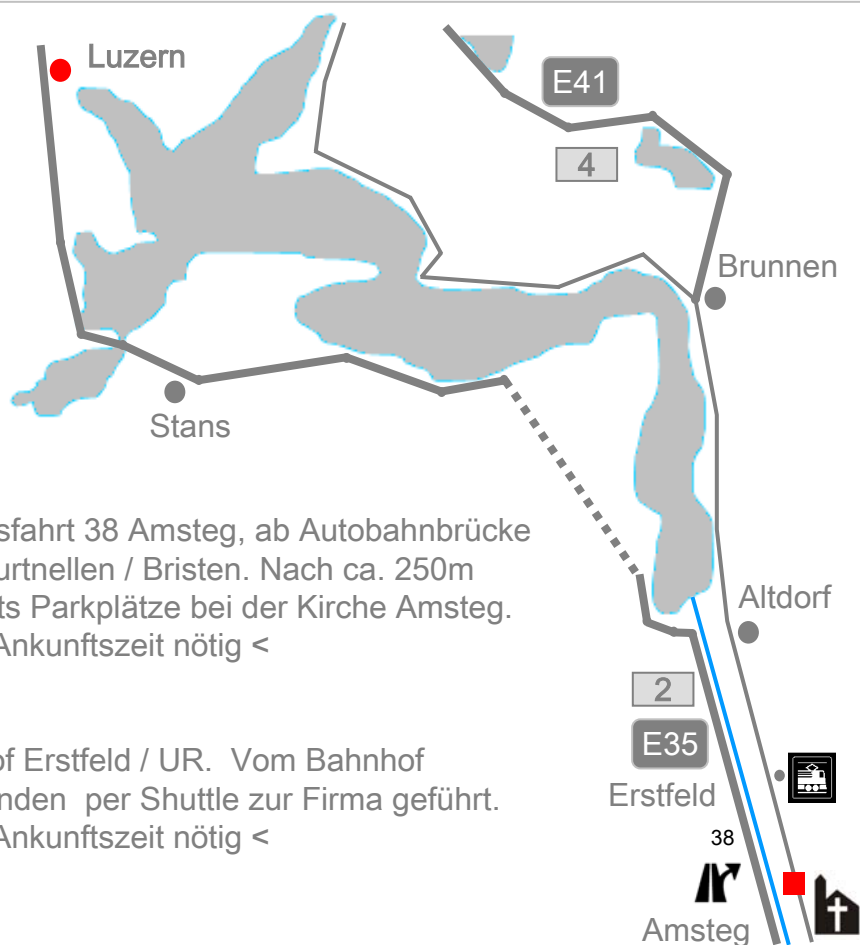 Luzern
E41
4
Brunnen
Stans
sfahrt 38 Amsteg, ab Autobahnbrücke
urtnellen / Bristen. Nach ca. 250m
ts Parkplätze bei der Kirche Amsteg.
Ankunftszeit nötig <
Altdorf
2
E35
of Erstfeld / UR. Vom Bahnhof
nden per Shuttle zur Firma geführt.
Ankunftszeit nötig <
Erstfeld
38
Amsteg